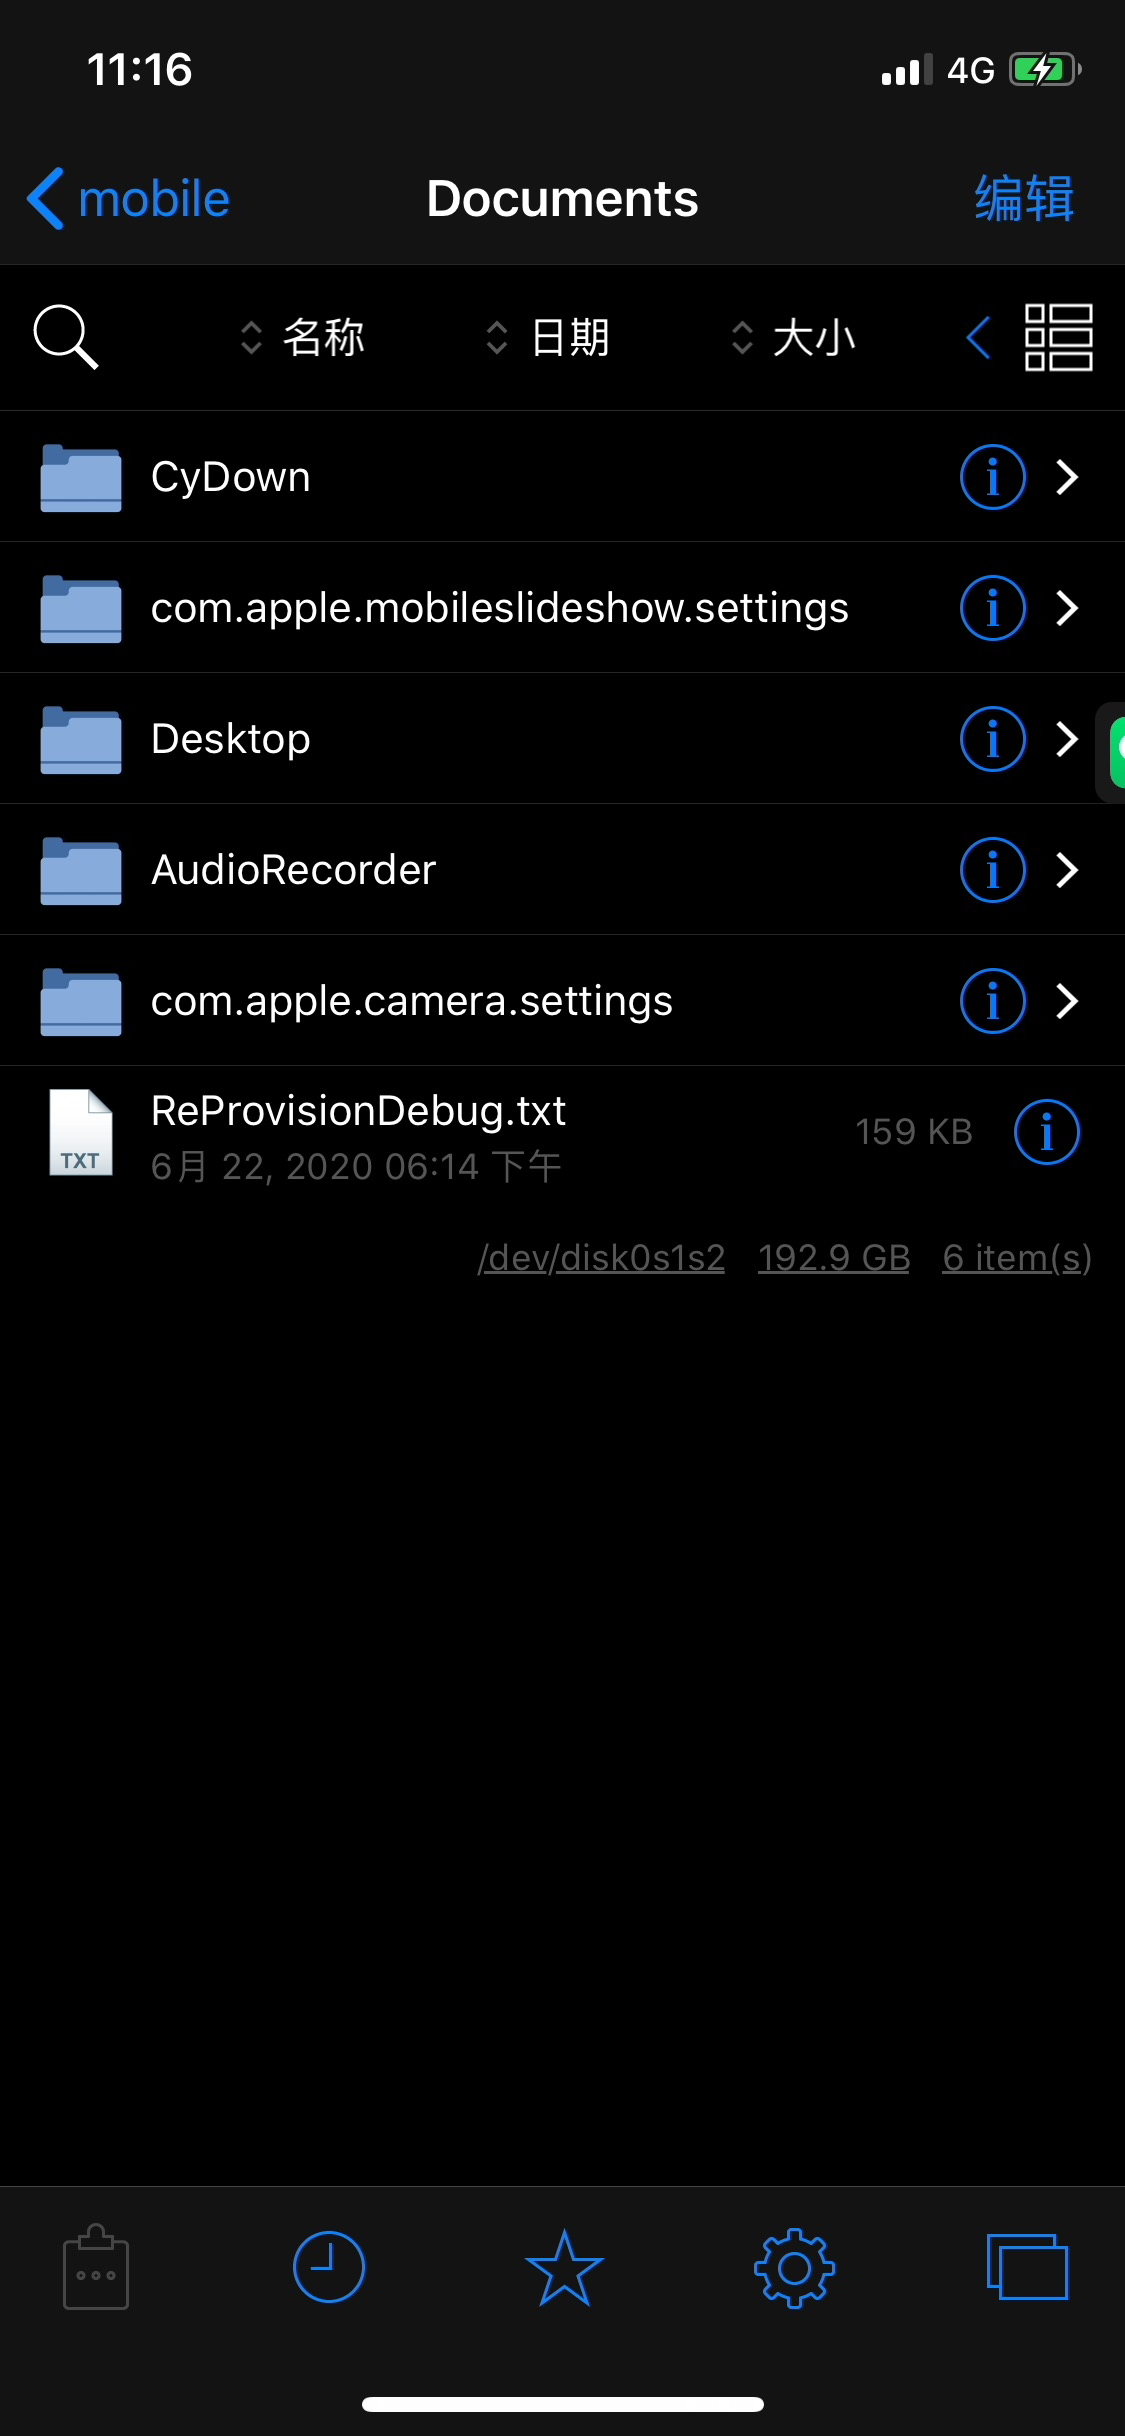 11:16
4G
mobile
Documents
编辑
名称
日期
大小
CyDown
com.apple.mobileslideshow.settings
Desktop
AudioRecorder
com.apple.camera.settings
TXT
ReProvisionDebug.txt
6月 22, 2020 06:14 下午
159 KB
/dev/disk0s1s2 192.9 GB 6 item(s)